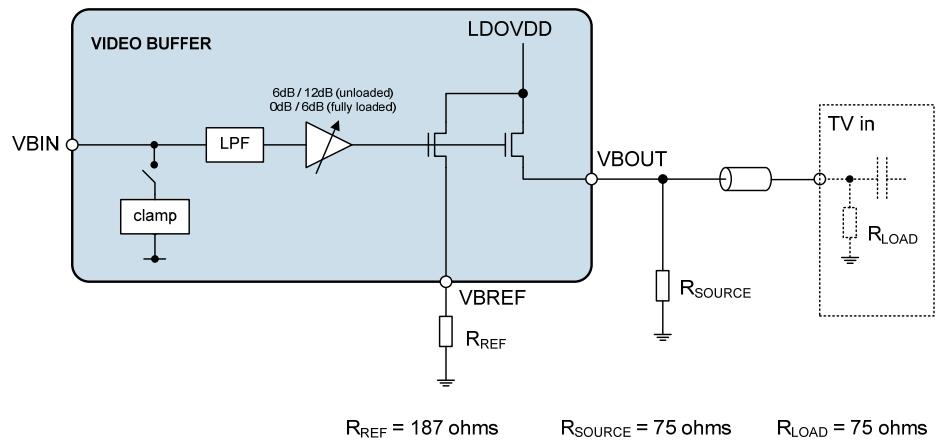 VIDEO BUFFER
LDOVDD
6dB / 12dB (unloaded)
0dB / 6dB (fully loaded)
TV in
VBIN
LPF
VBOUT
clamp
RLOAD
VBREF
RSOURCE
RREF
RREF = 187 ohms RSOURCE = 75 ohms RLOAD = 75 ohms